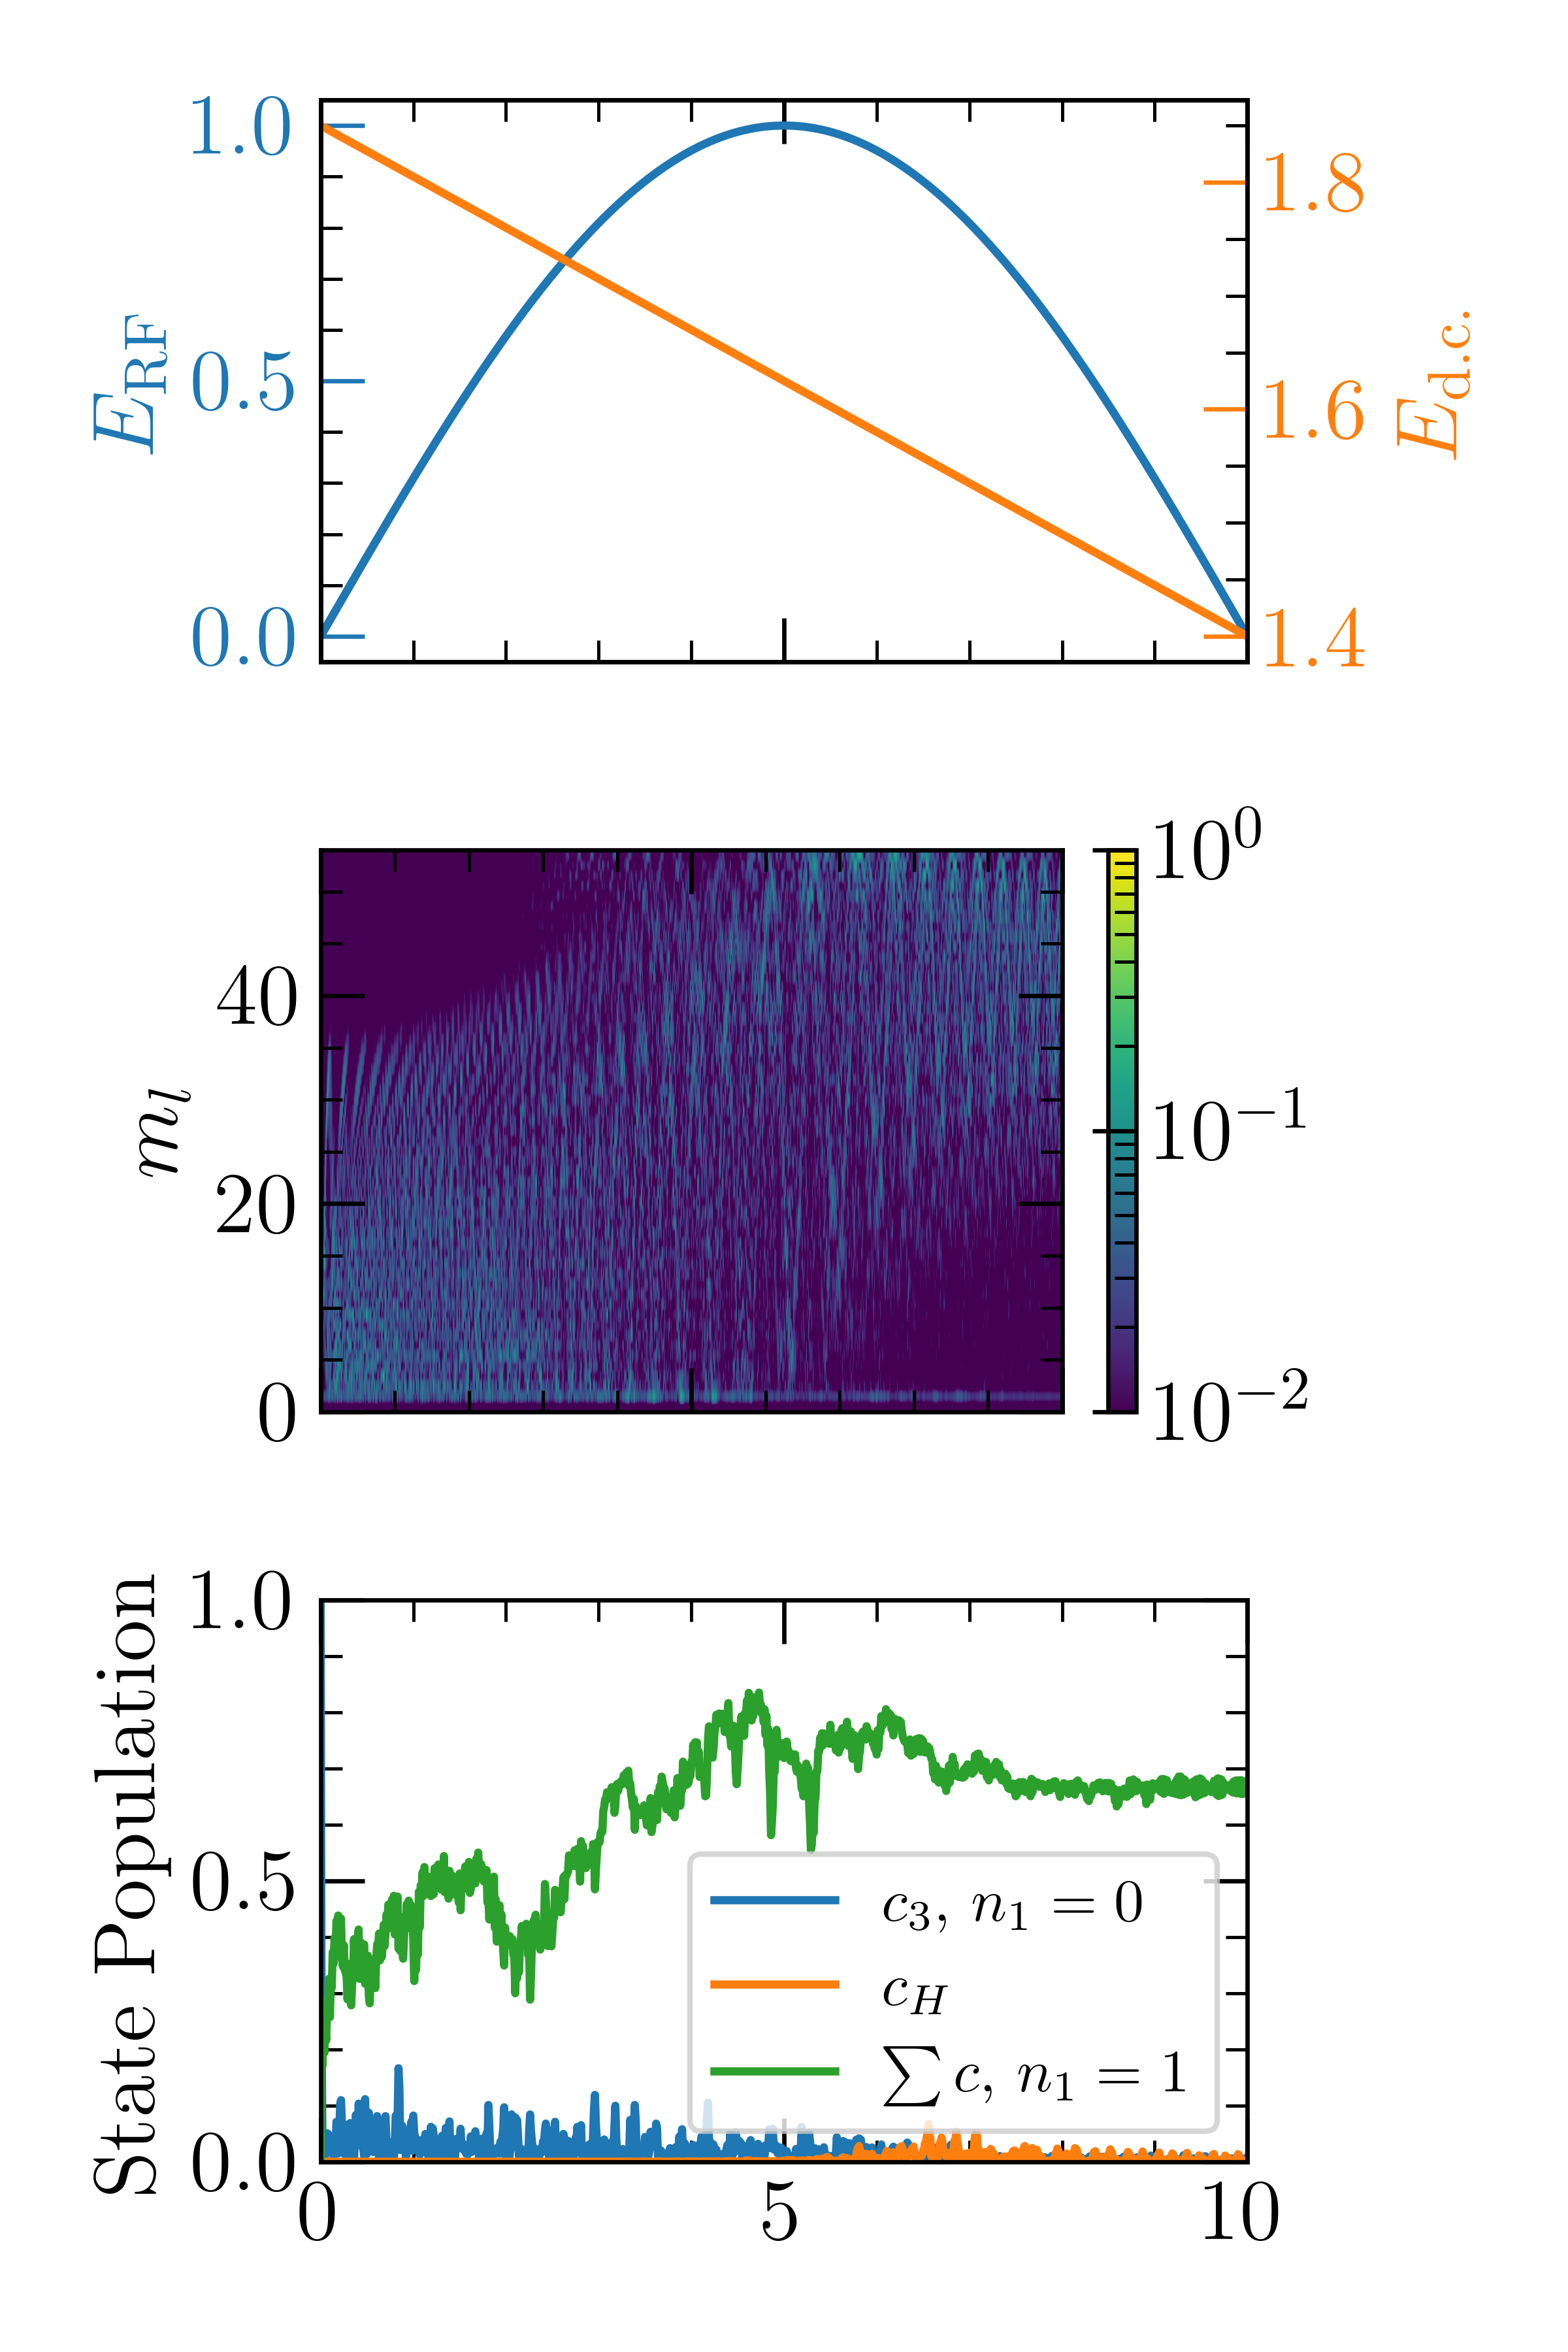 1.0
0.5
0.0
E_RF
1.8
1.6
1.4
E_d.c.
40
20
0
m_l
10^0
10^{-1}
10^{-2}
State Population
1.0
0.5
0.0
c_3, n_1 = 0
c_H
∑ c, n_1 = 1
0 5 10